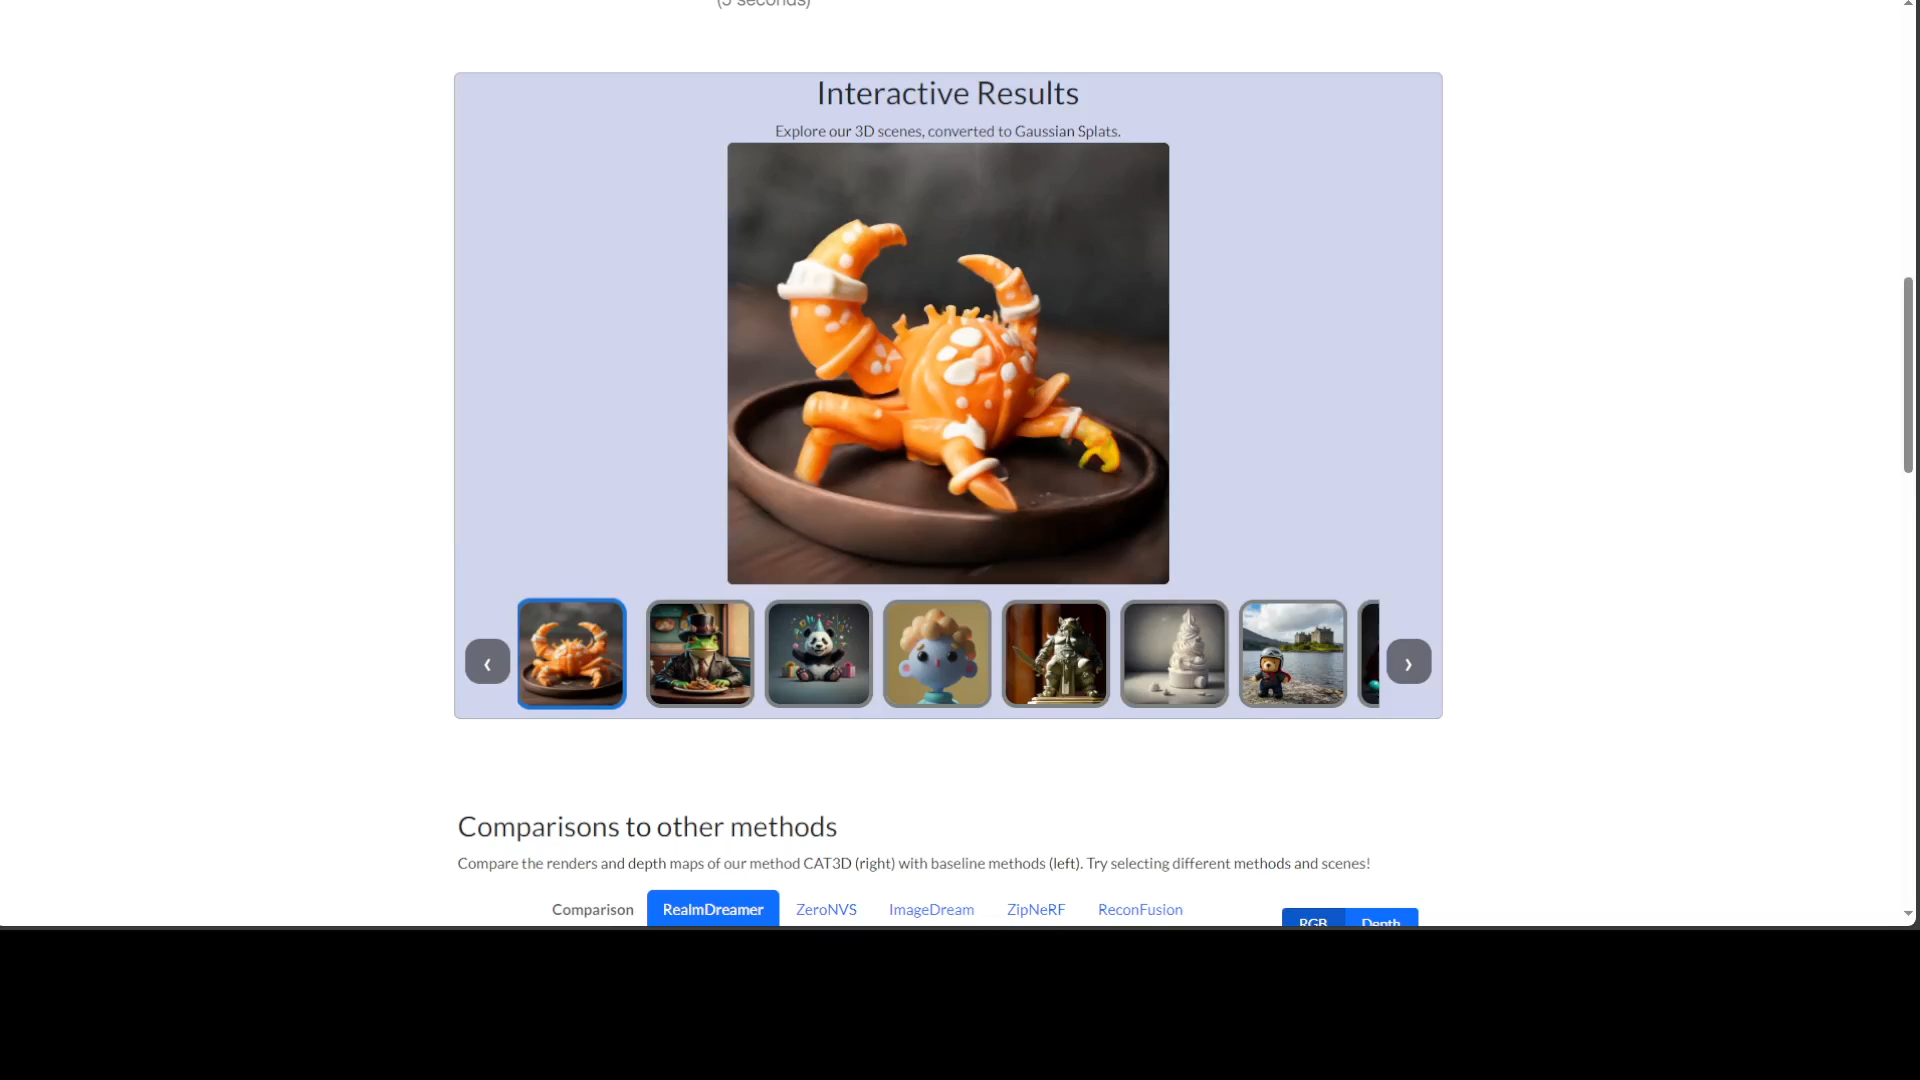 (5 seconds)
Interactive Results
Explore our 3D scenes, converted to Gaussian Splats.
Comparisons to other methods
Compare the renders and depth maps of our method CAT3D (right) with baseline methods (left). Try selecting different methods and scenes!
Comparison RealmDreamer ZeroNVS ImageDream ZipNeRF ReconFusion
RGB Depth